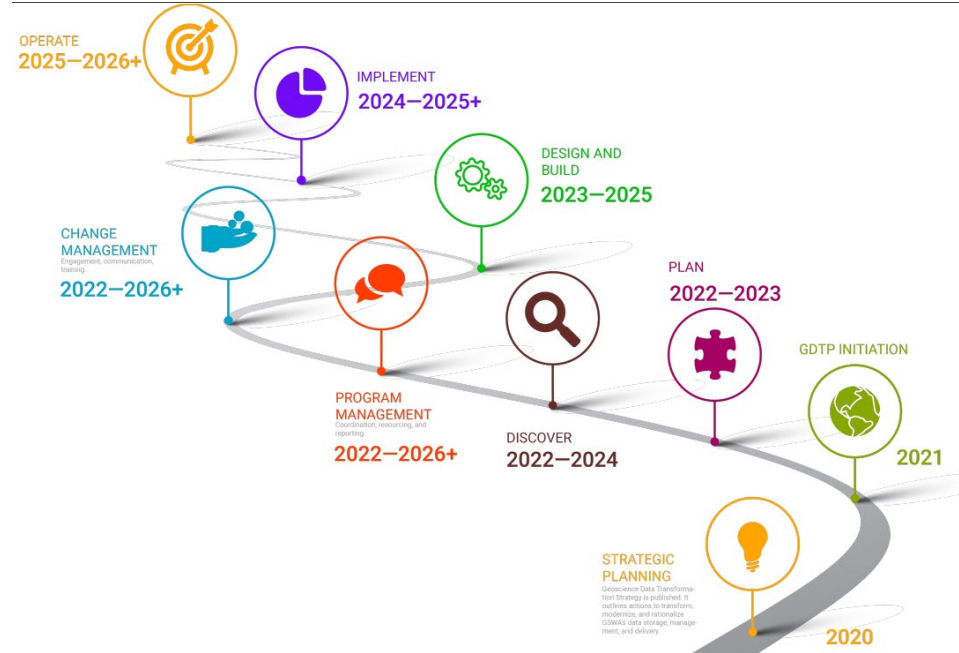 OPERATE
2025—2026+
IMPLEMENT
2024—2025+
DESIGN AND
BUILD
2023—2025
CHANGE
MANAGEMENT
Engagement, communication,
training.
2022—2026+
PLAN
2022—2023
GDTP INITIATION
2021
PROGRAM
MANAGEMENT
Coordination, resourcing, and
reporting.
2022—2026+
DISCOVER
2022—2024
STRATEGIC
PLANNING
Geoscience Data Transforma-
tion Strategy is published. It
outlines actions to transform,
modernize, and rationalize
GSWA's data storage, manage-
ment, and delivery.
2020